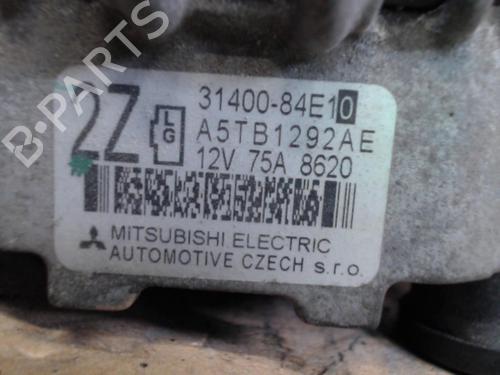 2Z
LG
31400-84E10
A5TB1292AE
12V 75A 8620
MITSUBISHI ELECTRIC
AUTOMOTIVE CZECH s.r.o.
B-PARTS